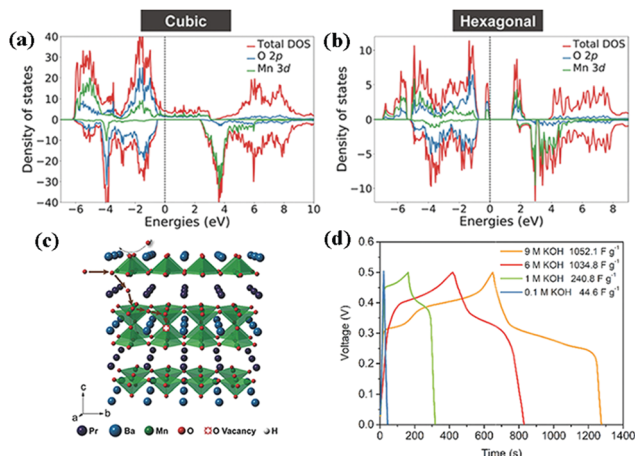 Cubic
Hexagonal
(a)
Total DOS
O 2p
Mn 3d
Density of states
40
30
20
10
0
-10
-20
-30
-40
-6 -4 -2 0 2 4 6 8 10
Energies (eV)
(b)
Total DOS
O 2p
Mn 3d
Density of states
10
5
0
-5
-10
-6 -4 -2 0 2 4 6 8
Energies (eV)
(c)
c
a b
Pr Ba Mn O O Vacancy H
(d)
9 M KOH 1052.1 F g⁻¹
6 M KOH 1034.8 F g⁻¹
1 M KOH 240.8 F g⁻¹
0.1 M KOH 44.6 F g⁻¹
Voltage (V)
0.5
0.4
0.3
0.2
0.1
0.0
0 200 400 600 800 1000 1200 1400
Time (s)